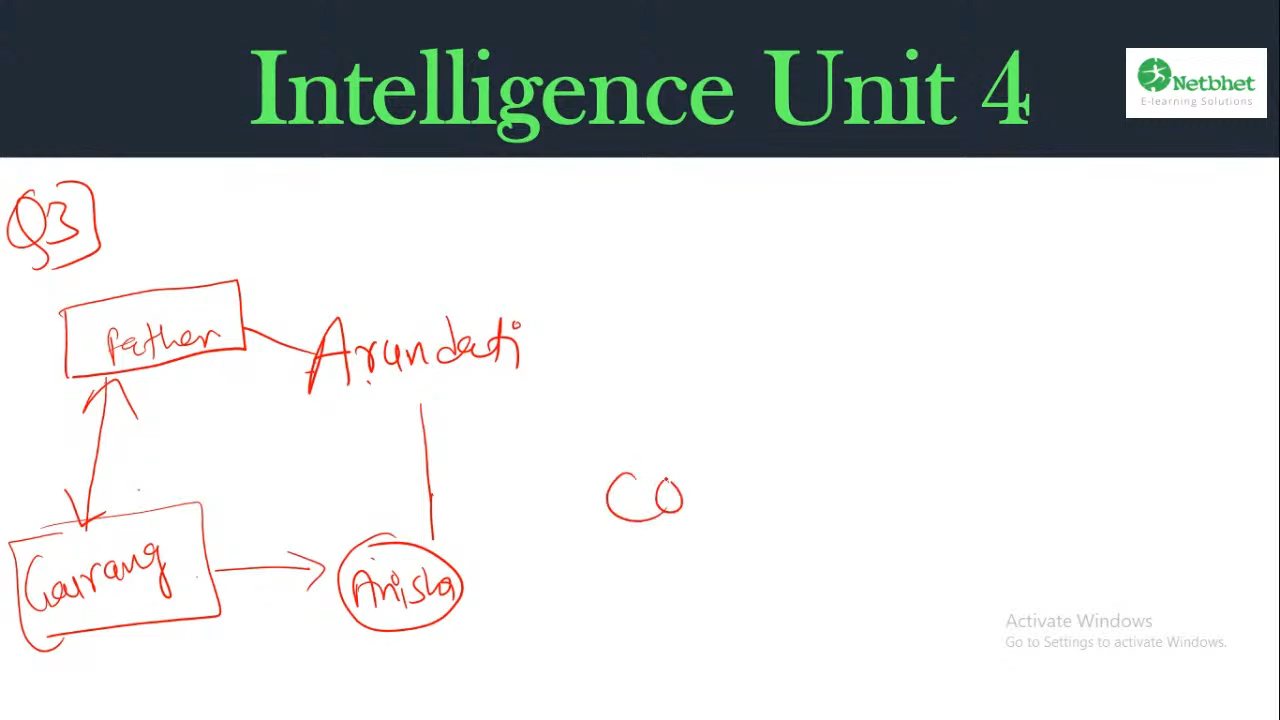 Intelligence Unit 4
Netbhet
E-learning Solutions
Q3
Father
Arundati
Co
Gaurang
Anisha
Activate Windows
Go to Settings to activate Windows.